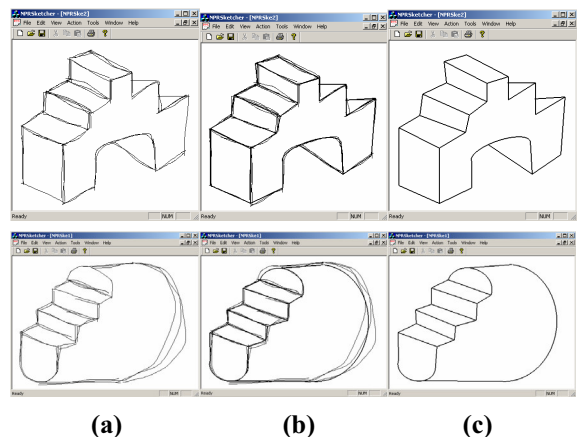 NPRSketcher - [NPRSke2]
File Edit View Action Tools Window Help
Ready
NUM
NPRSketcher - [NPRSke2]
File Edit View Action Tools Window Help
Ready
NUM
NPRSketcher - [NPRSke2]
File Edit View Action Tools Window Help
Ready
NUM
NPRSketcher - [NPRSke1]
File Edit View Action Tools Window Help
Ready
NUM
NPRSketcher - [NPRSke1]
File Edit View Action Tools Window Help
Ready
NUM
NPRSketcher - [NPRSke1]
File Edit View Action Tools Window Help
Ready
NUM
(a) (b) (c)